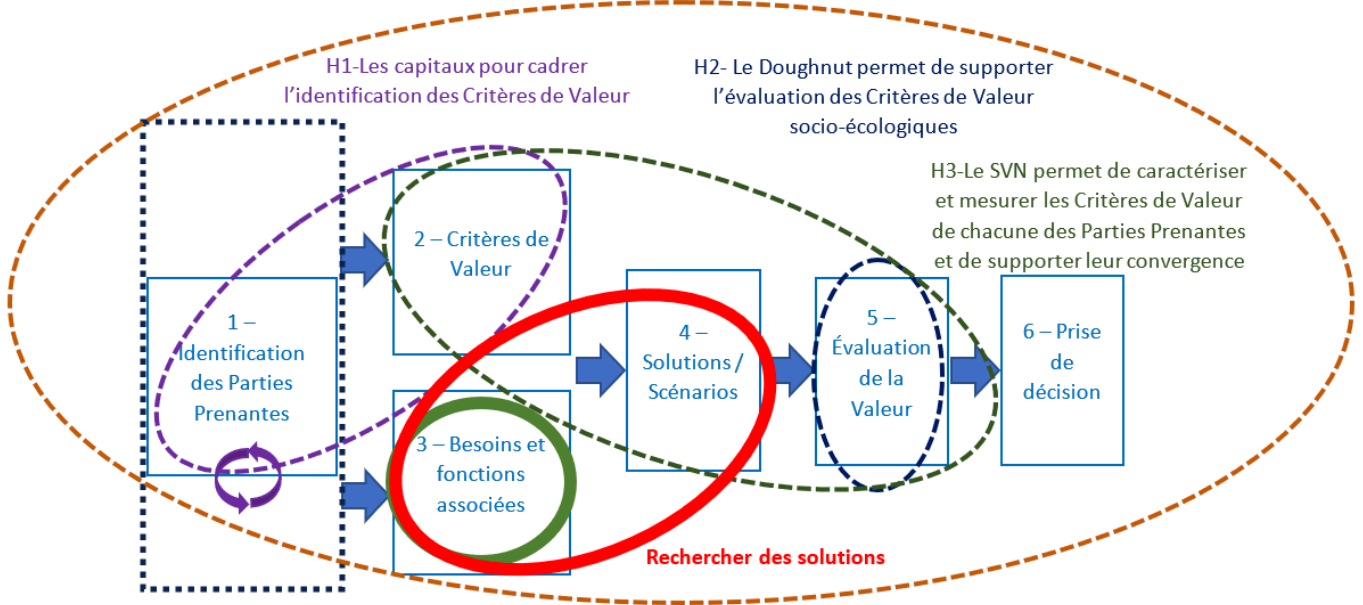 H1-Les capitaux pour cadrer
l'identification des Critères de Valeur
H2- Le Doughnut permet de supporter
l'évaluation des Critères de Valeur
socio-écologiques
H3-Le SVN permet de caractériser
et mesurer les Critères de Valeur
de chacune des Parties Prenantes
et de supporter leur convergence
1 –
Identification
des Parties
Prenantes
2 – Critères de
Valeur
3 – Besoins et
fonctions
associées
4 –
Solutions /
Scénarios
5 –
Évaluation
de la
Valeur
6 – Prise
de
décision
Rechercher des solutions